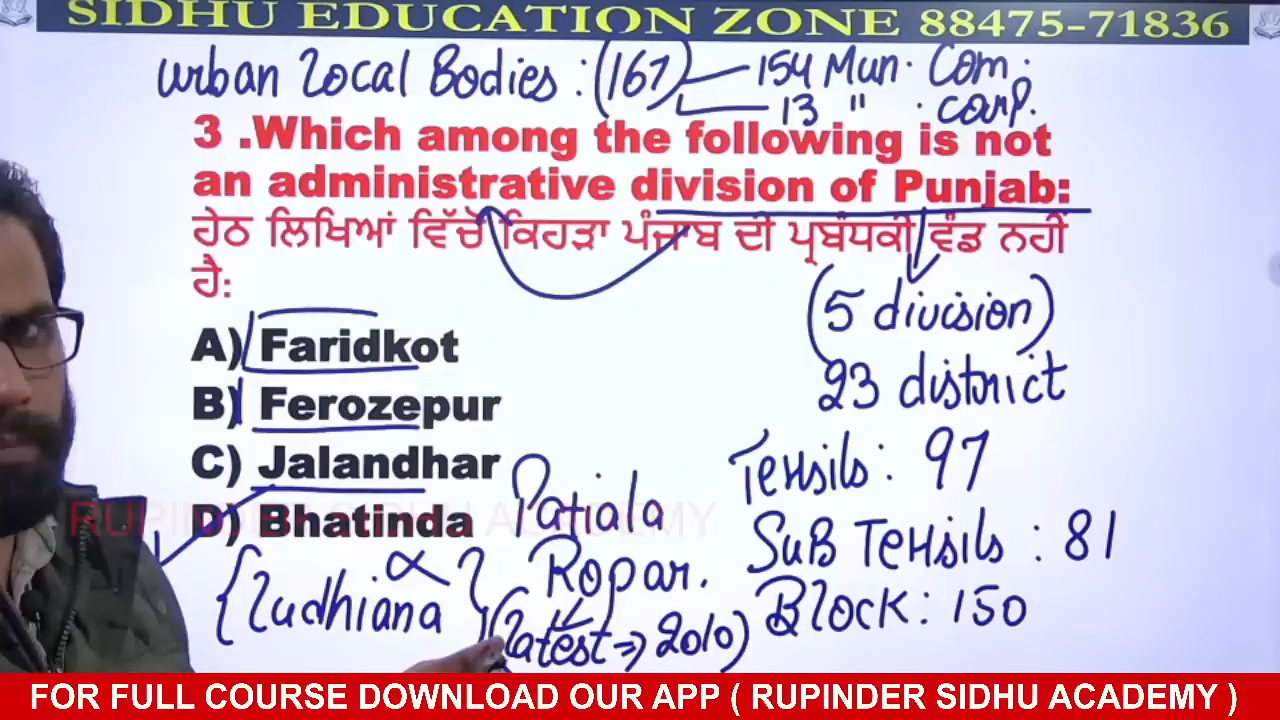 SIDHU EDUCATION ZONE 88475-71836
Urban Local Bodies : (167) 154 Mun. Com.
13 " . corp.
3 .Which among the following is not
an administrative division of Punjab:
ਹੇਠ ਲਿਖਿਆਂ ਵਿੱਚੋਂ ਕਿਹੜਾ ਪੰਜਾਬ ਦੀ ਪ੍ਰਬੰਧਕੀ ਵੰਡ ਨਹੀਂ
ਹੈ:
(5 division)
A) Faridkot
23 district
B) Ferozepur
C) Jalandhar
Tehsils : 97
Patiala
D) Bhatinda
RUPINDER SIDHU ACADEMY
Sub Tehsils : 81
Ropar.
{Ludhiana}
Block : 150
(Latest => 2010)
FOR FULL COURSE DOWNLOAD OUR APP ( RUPINDER SIDHU ACADEMY )